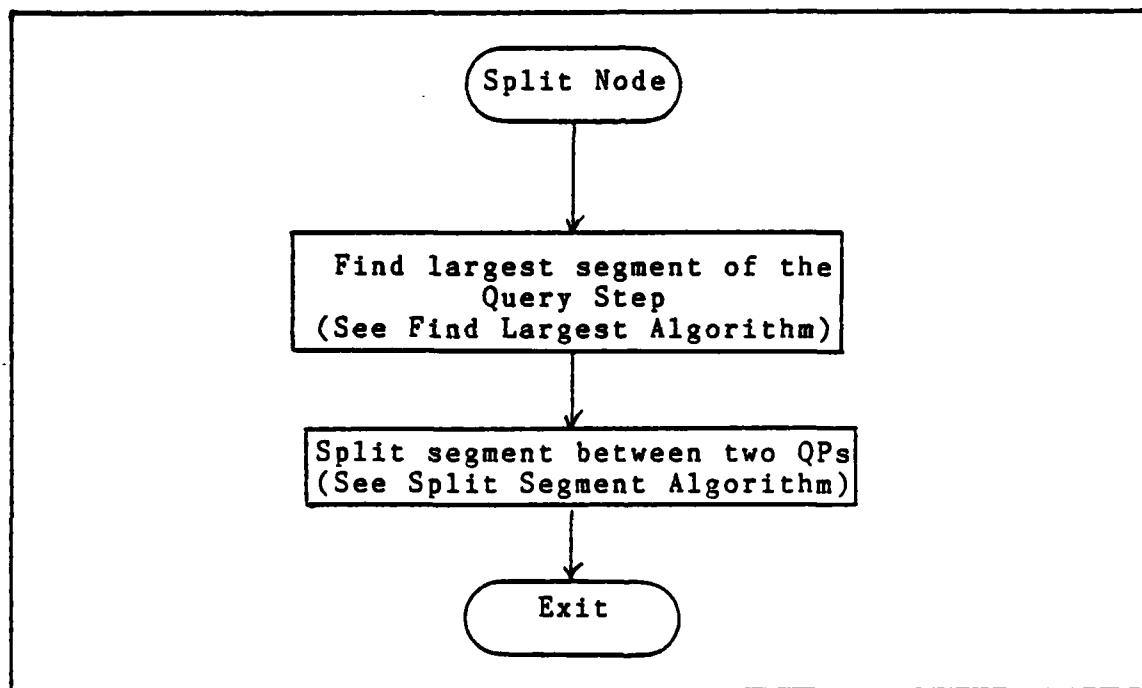 Split Node
Find largest segment of the
Query Step
(See Find Largest Algorithm)
Split segment between two QPs
(See Split Segment Algorithm)
Exit